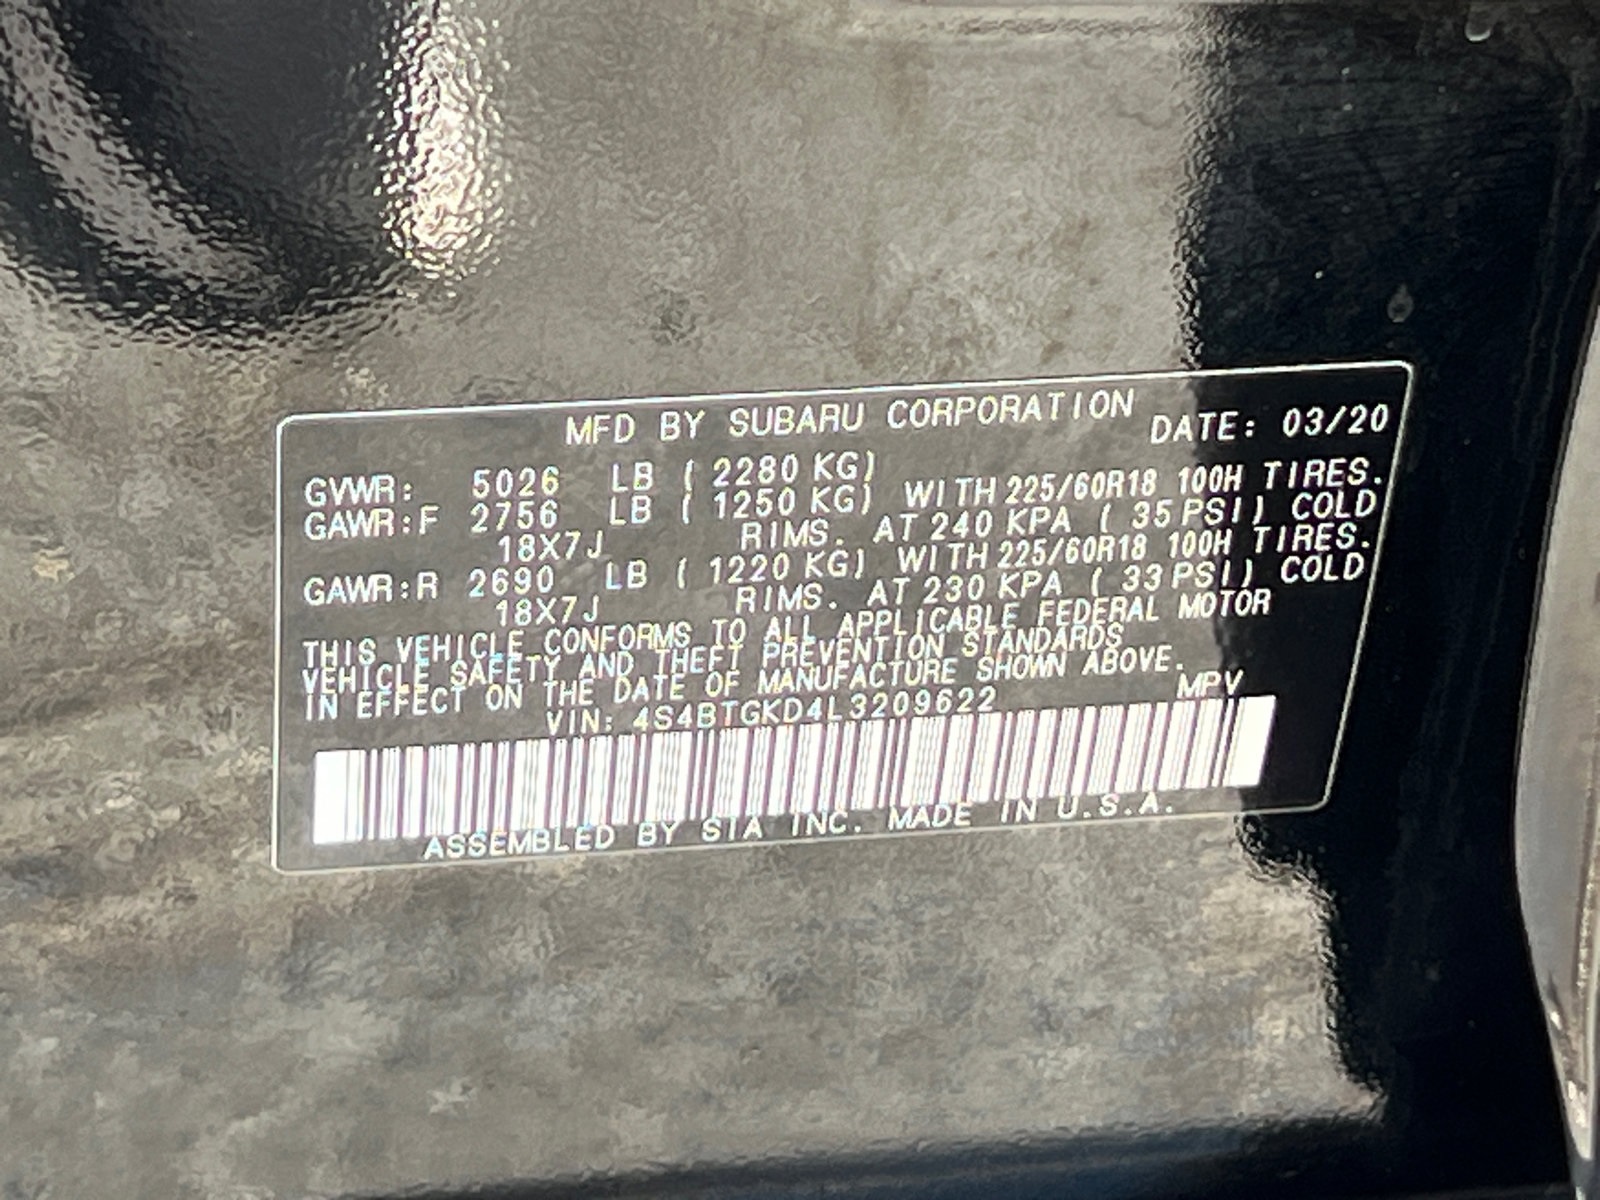 MFD BY SUBARU CORPORATION DATE: 03/20
GVWR: 5026 LB ( 2280 KG)
GAWR:F 2756 LB ( 1250 KG) WITH 225/60R18 100H TIRES.
18X7J RIMS. AT 240 KPA ( 35 PSI) COLD
GAWR:R 2690 LB ( 1220 KG) WITH 225/60R18 100H TIRES.
18X7J RIMS. AT 230 KPA ( 33 PSI) COLD
THIS VEHICLE CONFORMS TO ALL APPLICABLE FEDERAL MOTOR
VEHICLE SAFETY AND THEFT PREVENTION STANDARDS
IN EFFECT ON THE DATE OF MANUFACTURE SHOWN ABOVE.
VIN: 4S4BTGKD4L3209622 MPV
ASSEMBLED BY SIA INC. MADE IN U.S.A.